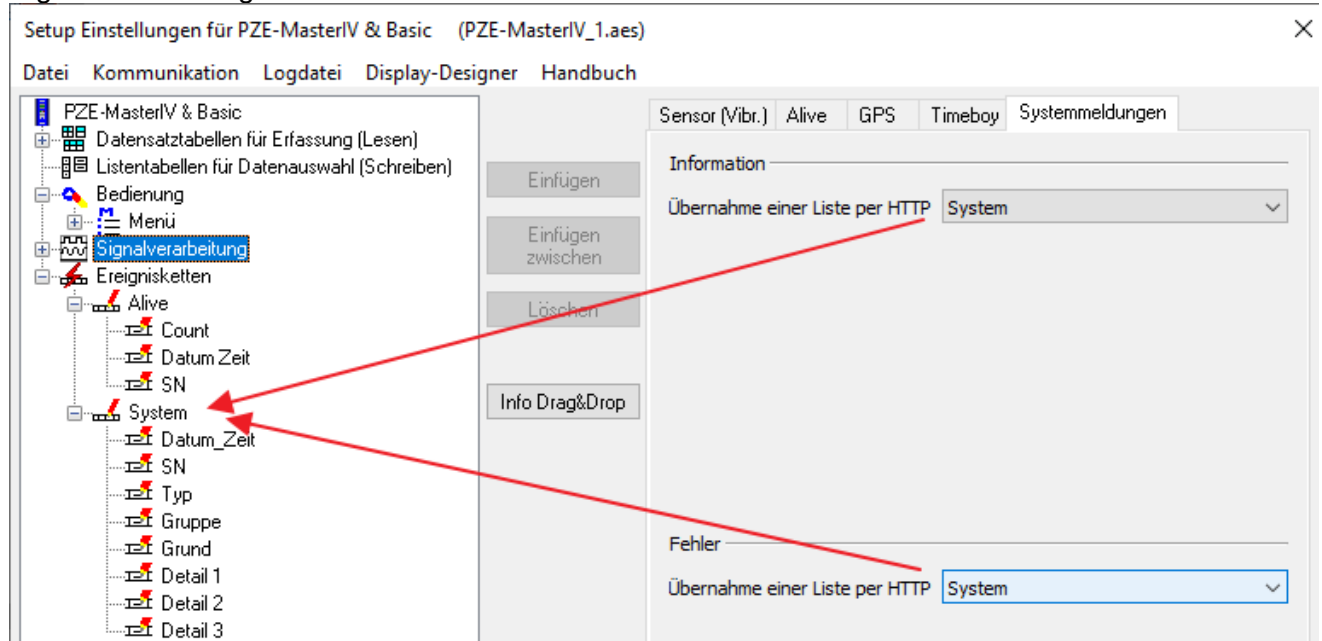 Setup Einstellungen für PZE-MasterIV & Basic (PZE-MasterIV_1.aes)
Datei Kommunikation Logdatei Display-Designer Handbuch
PZE-MasterIV & Basic
Datensatztabellen für Erfassung (Lesen)
Listentabellen für Datenauswahl (Schreiben)
Bedienung
Menü
Signalverarbeitung
Ereignisketten
Alive
Count
Datum Zeit
SN
System
Datum_Zeit
SN
Typ
Gruppe
Grund
Detail 1
Detail 2
Detail 3
Einfügen
Einfügen
zwischen
Löschen
Info Drag&Drop
Sensor (Vibr.) Alive GPS Timeboy Systemmeldungen
Information
Übernahme einer Liste per HTTP System
Fehler
Übernahme einer Liste per HTTP System